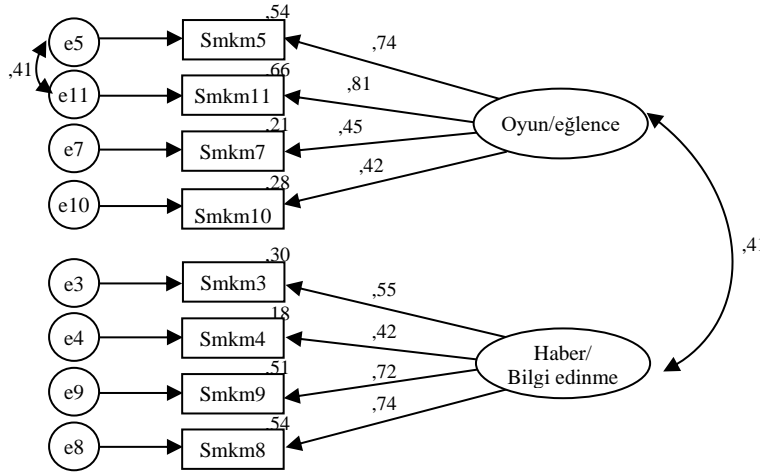 ,54
e5
Smkm5
,74
,41
,66
e11
Smkm11
,81
Oyun/eğlence
,21
e7
Smkm7
,45
,28
e10
Smkm10
,42
,41
,30
e3
Smkm3
,55
,18
e4
Smkm4
,42
Haber/
Bilgi edinme
,51
e9
Smkm9
,72
,54
e8
Smkm8
,74